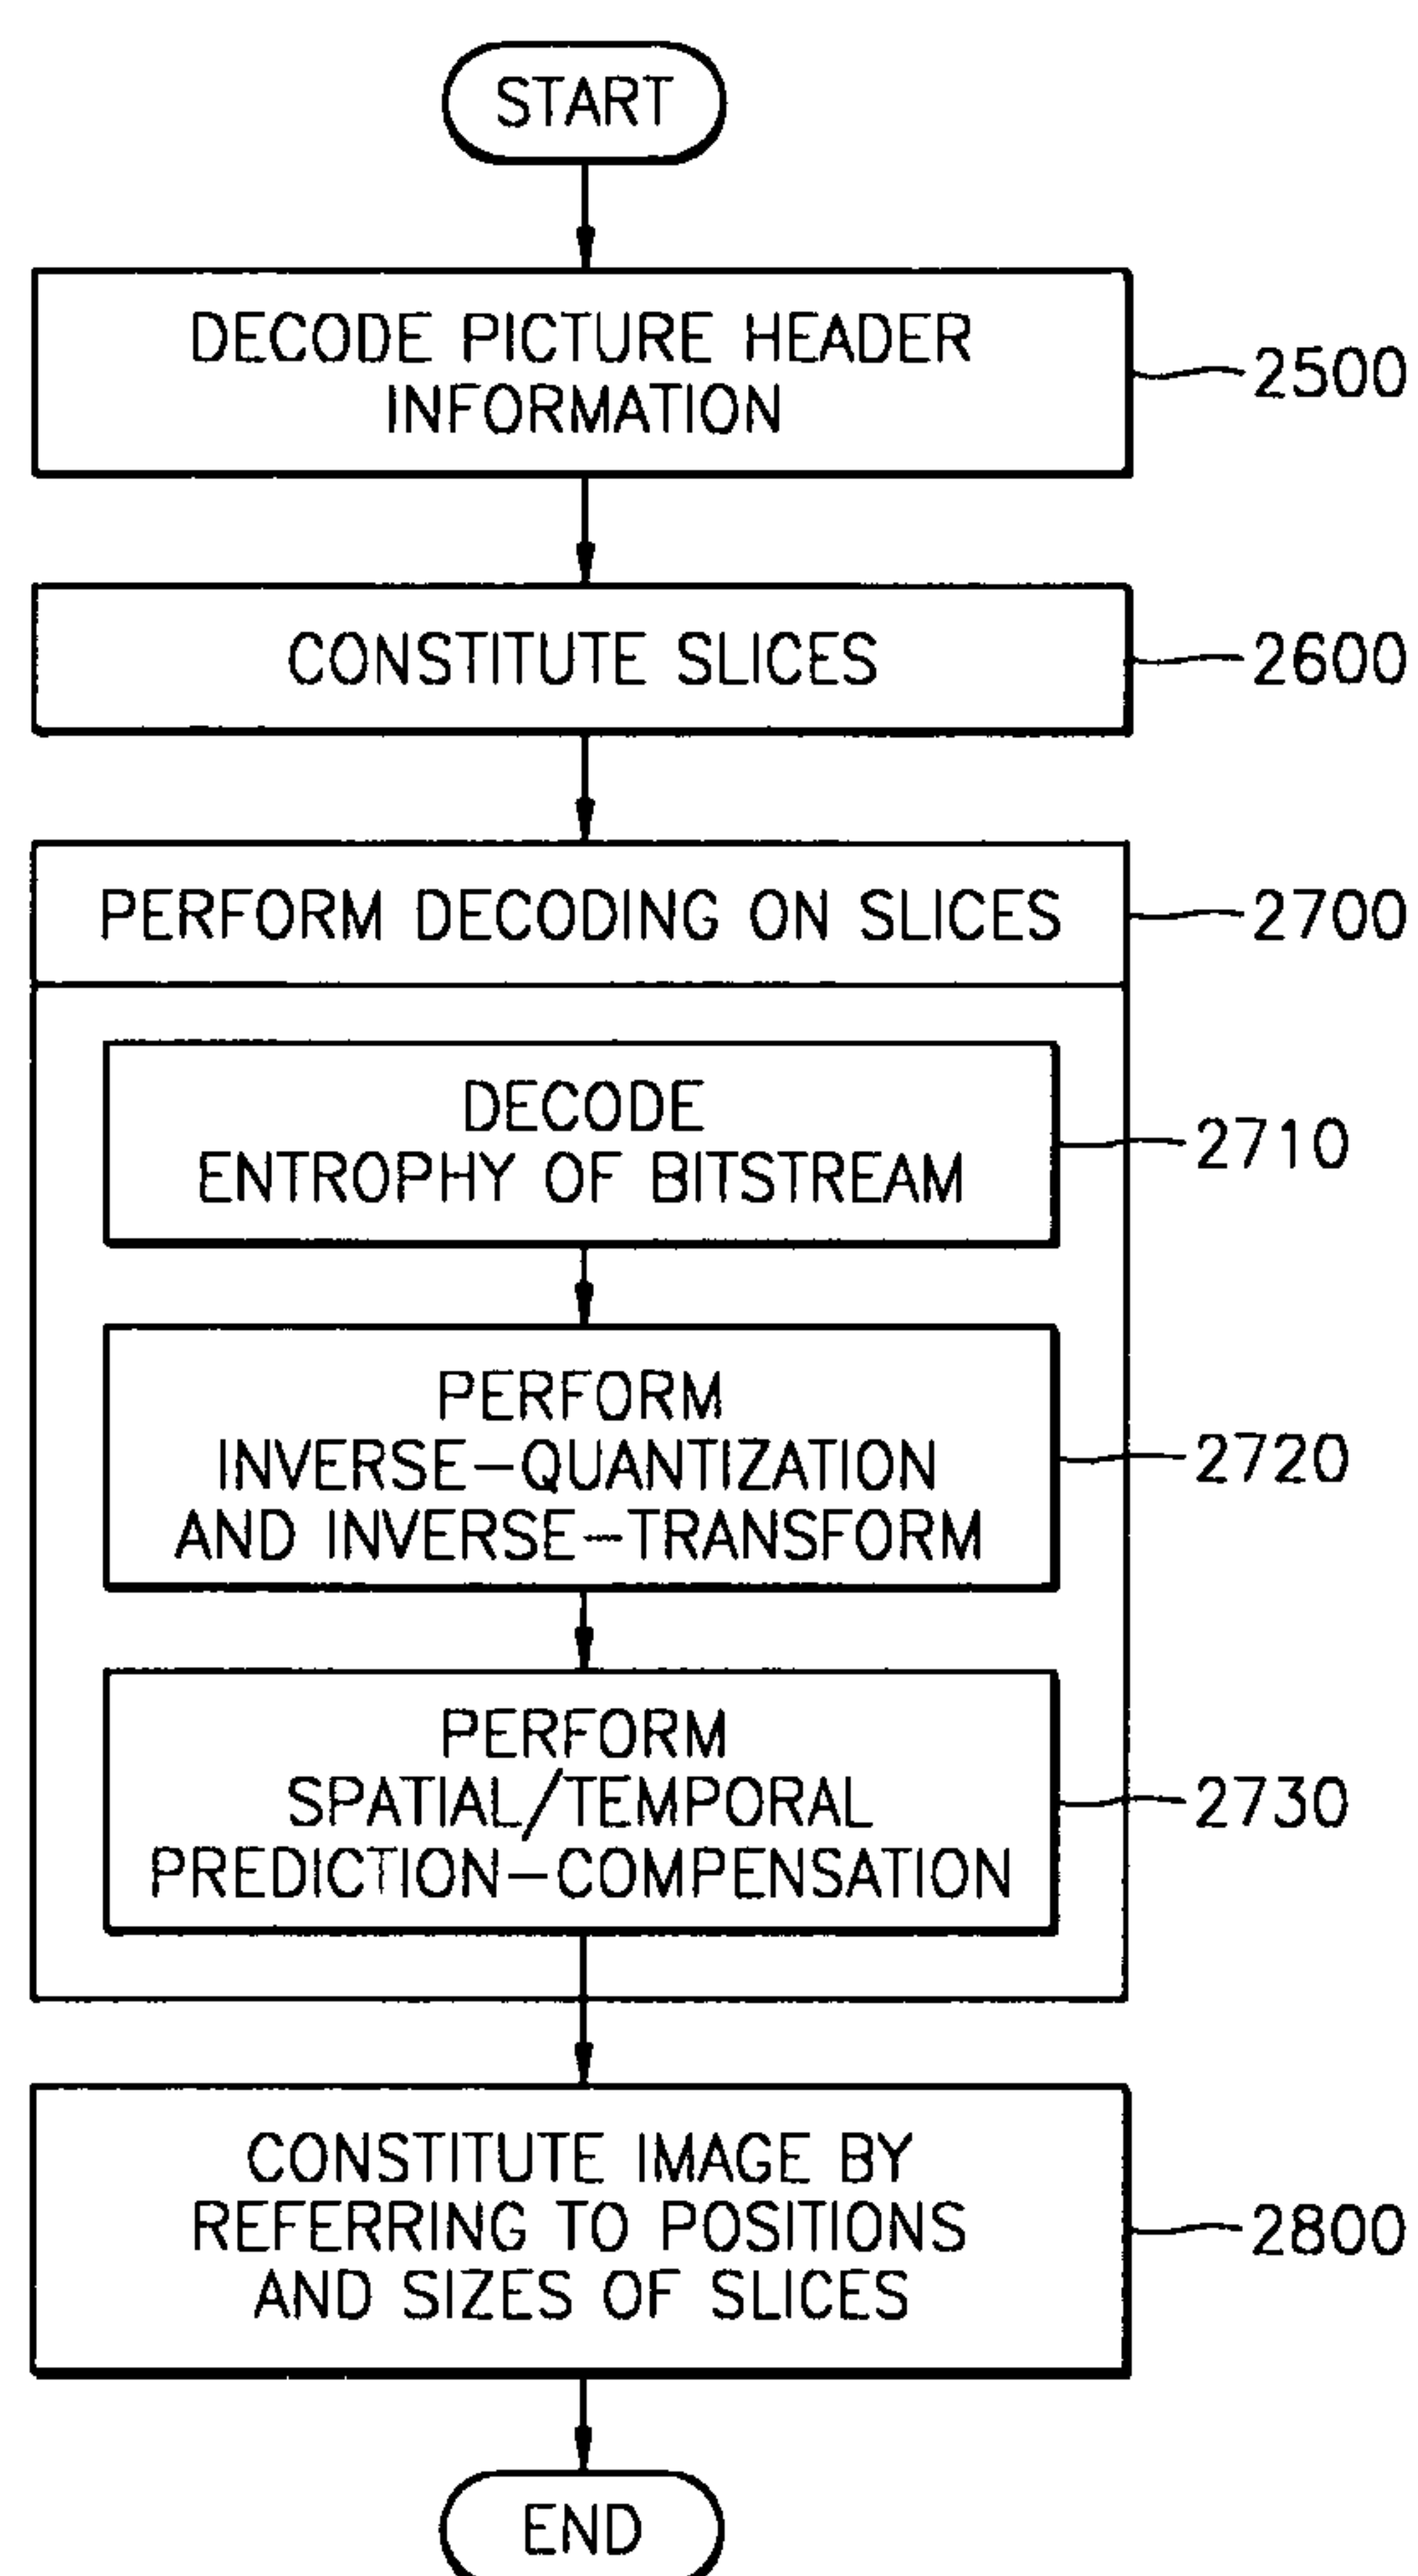 START
DECODE PICTURE HEADER
INFORMATION
2500
CONSTITUTE SLICES
2600
PERFORM DECODING ON SLICES
2700
DECODE
ENTROPHY OF BITSTREAM
2710
PERFORM
INVERSE-QUANTIZATION
AND INVERSE-TRANSFORM
2720
PERFORM
SPATIAL/TEMPORAL
PREDICTION-COMPENSATION
2730
CONSTITUTE IMAGE BY
REFERRING TO POSITIONS
AND SIZES OF SLICES
2800
END